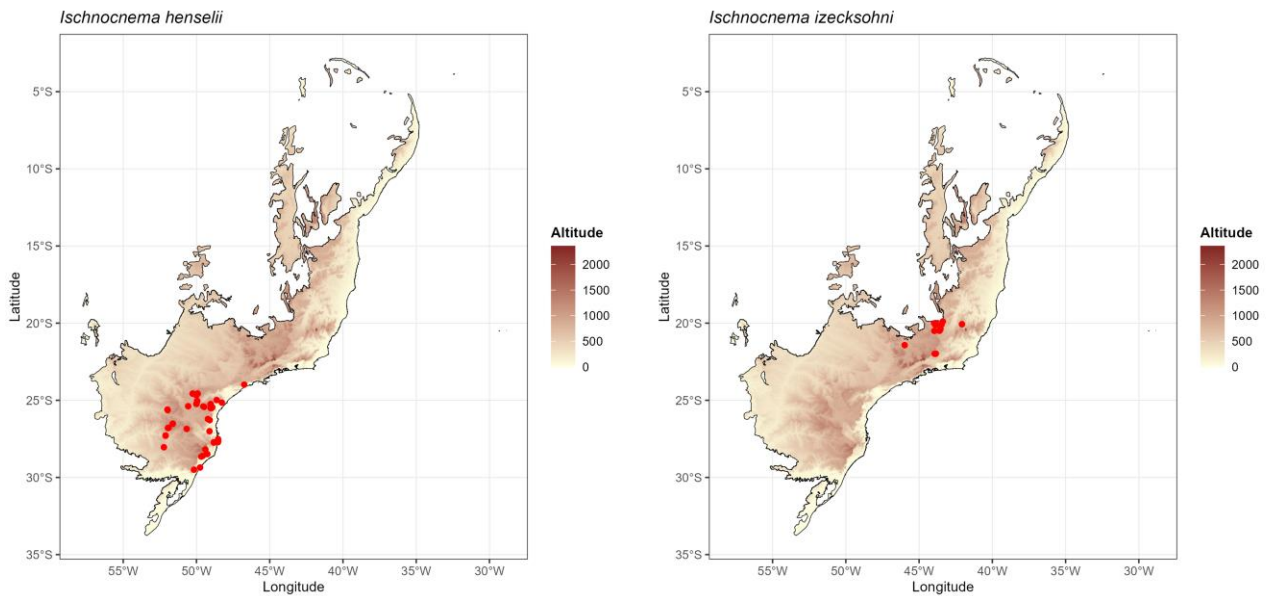 Ischnocnema henselii
5°S
10°S
15°S
20°S
25°S
30°S
35°S
55°W 50°W 45°W 40°W 35°W 30°W
Longitude
Latitude
Altitude
2000
1500
1000
500
0
Ischnocnema izecksohni
5°S
10°S
15°S
20°S
25°S
30°S
35°S
55°W 50°W 45°W 40°W 35°W 30°W
Longitude
Latitude
Altitude
2000
1500
1000
500
0